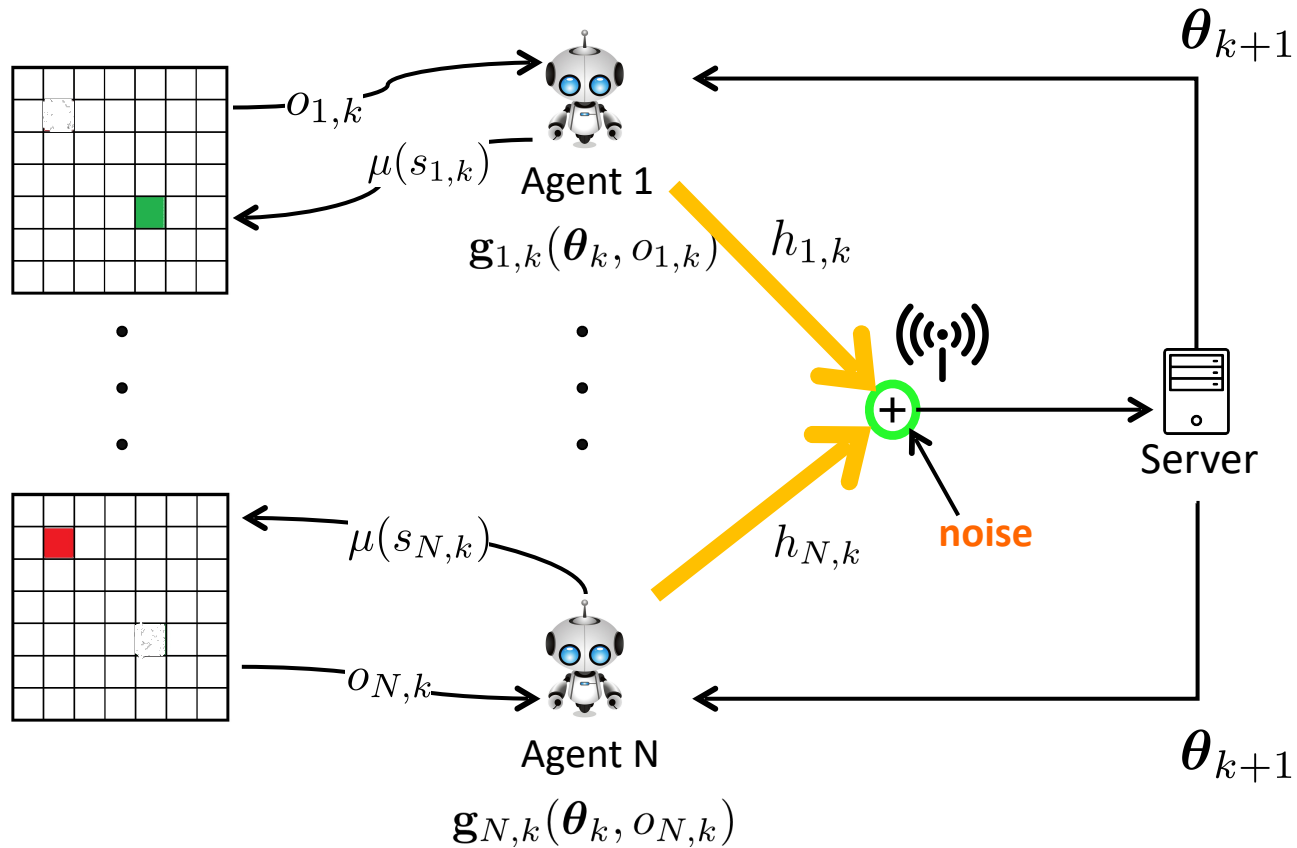 𝜽_{k+1}
o_{1,k}
μ(s_{1,k})
Agent 1
𝐠_{1,k}(𝜽_k, o_{1,k})
h_{1,k}
+
Server
noise
μ(s_{N,k})
h_{N,k}
o_{N,k}
Agent N
𝜽_{k+1}
𝐠_{N,k}(𝜽_k, o_{N,k})